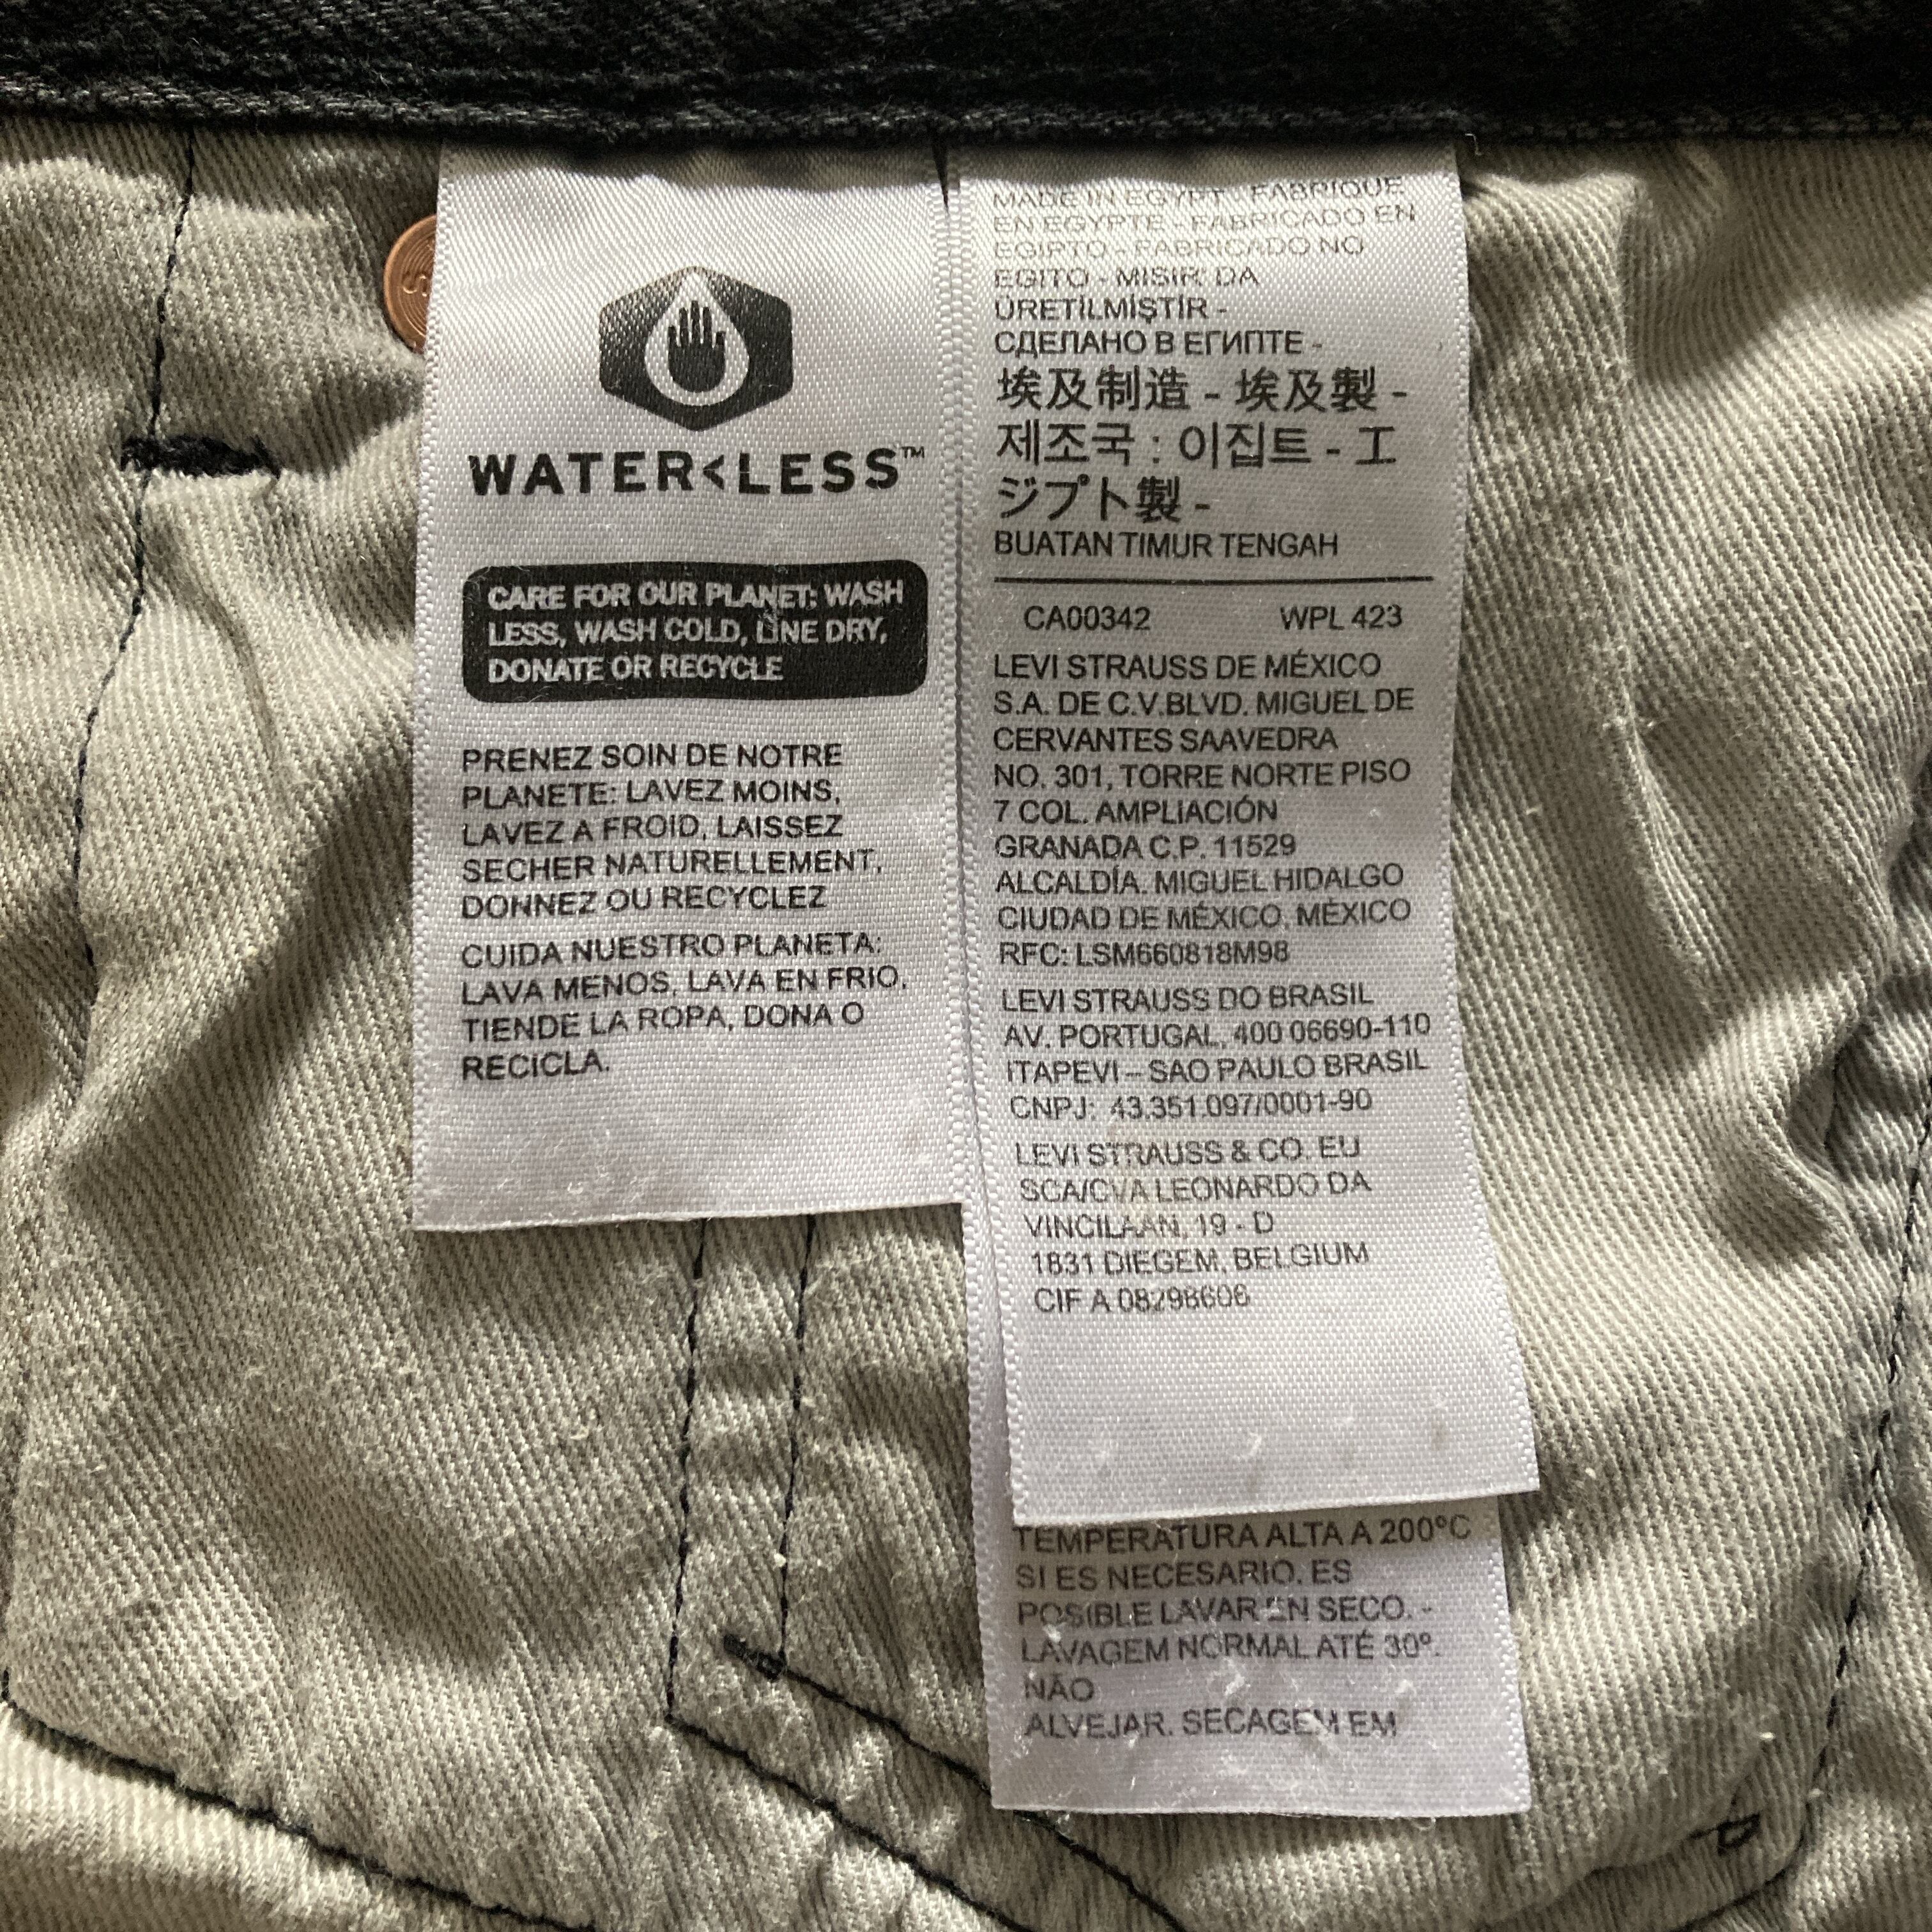 WATER<LESS™
CARE FOR OUR PLANET: WASH
LESS, WASH COLD, LINE DRY,
DONATE OR RECYCLE
PRENEZ SOIN DE NOTRE
PLANETE: LAVEZ MOINS,
LAVEZ A FROID, LAISSEZ
SECHER NATURELLEMENT,
DONNEZ OU RECYCLEZ
CUIDA NUESTRO PLANETA:
LAVA MENOS, LAVA EN FRIO,
TIENDE LA ROPA, DONA O
RECICLA.
MADE IN EGYPT - FABRIQUE
EN EGYPTE - FABRICADO EN
EGIPTO - FABRICADO NO
EGITO - MISIR' DA
ÜRETİLMİŞTİR -
СДЕЛАНО В ЕГИПТЕ -
埃及制造 - 埃及製 -
제조국 : 이집트 - エ
ジプト製 -
BUATAN TIMUR TENGAH
CA00342 WPL 423
LEVI STRAUSS DE MÉXICO
S.A. DE C.V.BLVD. MIGUEL DE
CERVANTES SAAVEDRA
NO. 301, TORRE NORTE PISO
7 COL. AMPLIACIÓN
GRANADA C.P. 11529
ALCALDÍA. MIGUEL HIDALGO
CIUDAD DE MÉXICO, MÉXICO
RFC: LSM660818M98
LEVI STRAUSS DO BRASIL
AV. PORTUGAL, 400 06690-110
ITAPEVI – SAO PAULO BRASIL
CNPJ: 43.351.097/0001-90
LEVI STRAUSS & CO. EU
SCA/CVA LEONARDO DA
VINCILAAN, 19 - D
1831 DIEGEM, BELGIUM
CIF A 08298606
TEMPERATURA ALTA A 200ºC
SI ES NECESARIO. ES
POSIBLE LAVAR EN SECO. -
LAVAGEM NORMAL ATÉ 30º.
NÃO
ALVEJAR. SECAGEM EM